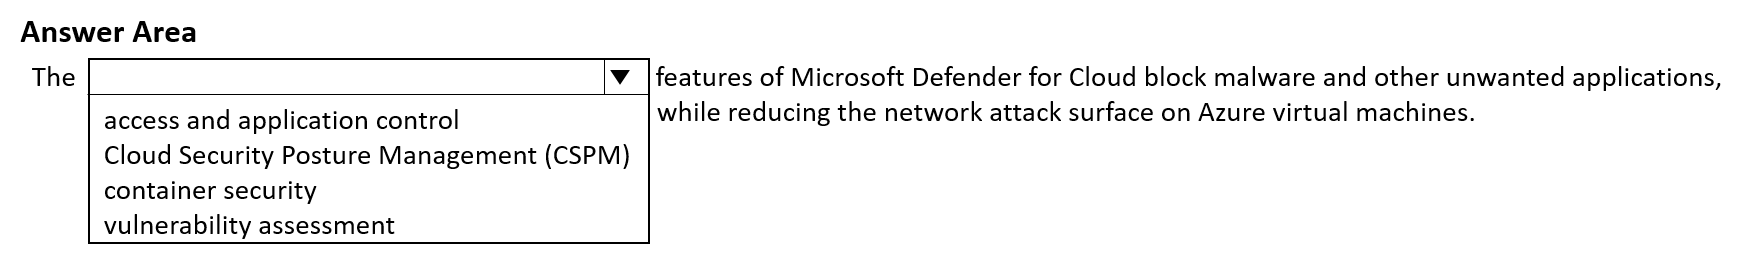 Answer Area
The ▼ features of Microsoft Defender for Cloud block malware and other unwanted applications,
while reducing the network attack surface on Azure virtual machines.
access and application control
Cloud Security Posture Management (CSPM)
container security
vulnerability assessment